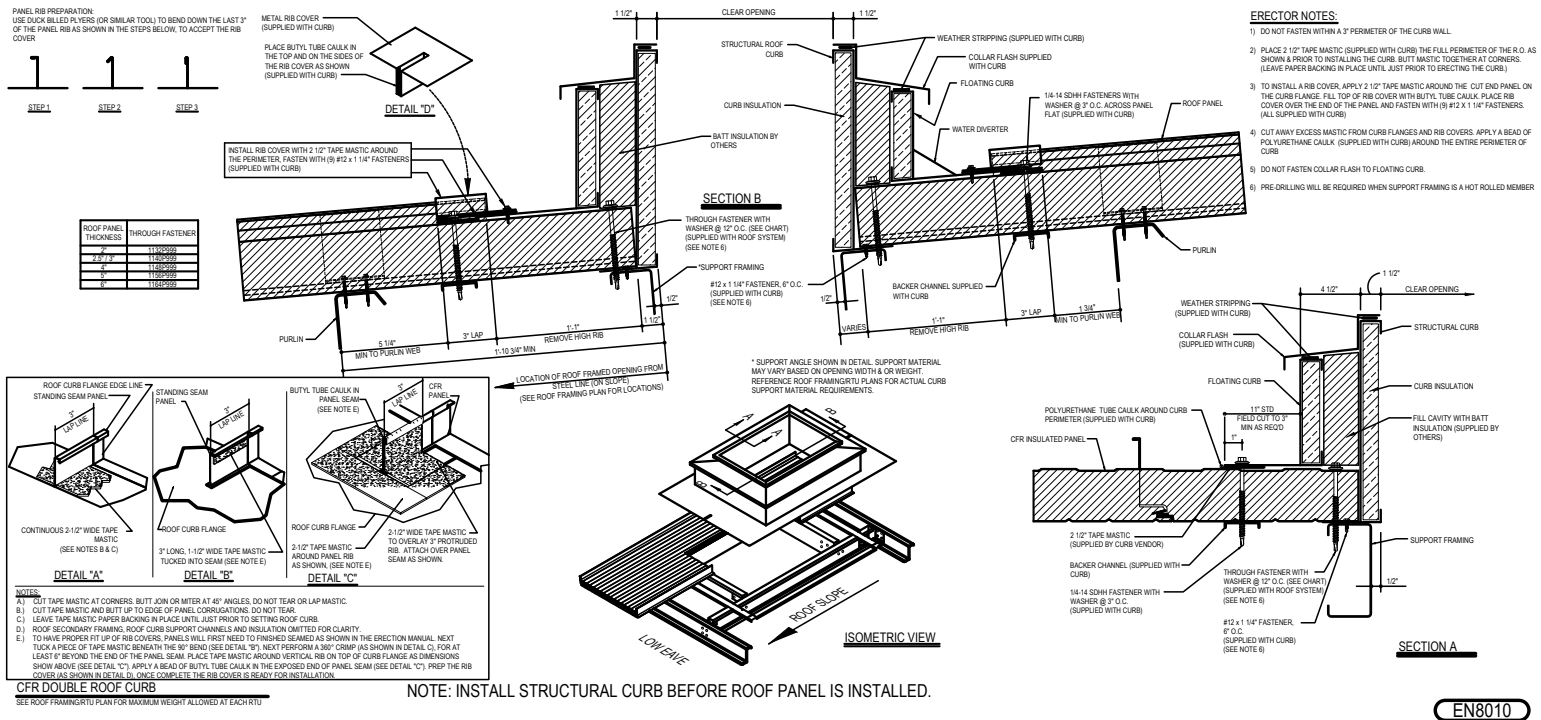 PANEL RIB PREPARATION:
USE DUCK BILLED PLYERS (OR SIMILAR TOOL) TO BEND DOWN THE LAST 3"
OF THE PANEL RIB AS SHOWN IN THE STEPS BELOW, TO ACCEPT THE RIB
COVER
STEP 1
STEP 2
STEP 3
METAL RIB COVER
(SUPPLIED WITH CURB)
PLACE BUTYL TUBE CAULK IN
THE TOP AND ON THE SIDES OF
THE RIB COVER AS SHOWN
(SUPPLIED WITH CURB)
DETAIL "D"
INSTALL RIB COVER WITH 2 1/2" TAPE MASTIC AROUND
THE PERIMETER, FASTEN WITH (9) #12 x 1 1/4" FASTENERS
(SUPPLIED WITH CURB)
ROOF PANEL
THICKNESS
THROUGH FASTENER
2"
1132P999
2.5" / 3"
1140P999
4"
1148P999
5"
1156P999
6"
1164P999
1 1/2"
CLEAR OPENING
1 1/2"
STRUCTURAL ROOF
CURB
CURB INSULATION
BATT INSULATION BY
OTHERS
SECTION B
THROUGH FASTENER WITH
WASHER @ 12" O.C. (SEE CHART)
(SUPPLIED WITH ROOF SYSTEM)
(SEE NOTE 6)
*SUPPORT FRAMING
#12 x 1 1/4" FASTENER, 6" O.C.
(SUPPLIED WITH CURB)
(SEE NOTE 6)
1/2"
1 1/2"
PURLIN
5 1/4"
MIN TO PURLIN WEB
3" LAP
1'-1"
REMOVE HIGH RIB
1'-10 3/4" MIN
LOCATION OF ROOF FRAMED OPENING FROM
STEEL LINE (ON SLOPE)
(SEE ROOF FRAMING PLAN FOR LOCATIONS)
WEATHER STRIPPING (SUPPLIED WITH CURB)
COLLAR FLASH SUPPLIED
WITH CURB
FLOATING CURB
1/4-14 SDHH FASTENERS WITH
WASHER @ 3" O.C. ACROSS PANEL
FLAT (SUPPLIED WITH CURB)
ROOF PANEL
WATER DIVERTER
PURLIN
BACKER CHANNEL SUPPLIED
WITH CURB
1/2"
VARIES
1'-1"
REMOVE HIGH RIB
3" LAP
1 3/4"
MIN TO PURLIN WEB
* SUPPORT ANGLE SHOWN IN DETAIL. SUPPORT MATERIAL
MAY VARY BASED ON OPENING WIDTH & OR WEIGHT.
REFERENCE ROOF FRAMING/RTU PLANS FOR ACTUAL CURB
SUPPORT MATERIAL REQUIREMENTS.
ERECTOR NOTES:
1) DO NOT FASTEN WITHIN A 3" PERIMETER OF THE CURB WALL.
2) PLACE 2 1/2" TAPE MASTIC (SUPPLIED WITH CURB) THE FULL PERIMETER OF THE R.O. AS
SHOWN & PRIOR TO INSTALLING THE CURB. BUTT MASTIC TOGETHER AT CORNERS.
(LEAVE PAPER BACKING IN PLACE UNTIL JUST PRIOR TO ERECTING THE CURB.)
3) TO INSTALL A RIB COVER, APPLY 2 1/2" TAPE MASTIC AROUND THE CUT END PANEL ON
THE CURB FLANGE. FILL TOP OF RIB COVER WITH BUTYL TUBE CAULK. PLACE RIB
COVER OVER THE END OF THE PANEL AND FASTEN WITH (9) #12 X 1 1/4" FASTENERS.
(ALL SUPPLIED WITH CURB)
4) CUT AWAY EXCESS MASTIC FROM CURB FLANGES AND RIB COVERS. APPLY A BEAD OF
POLYURETHANE CAULK (SUPPLIED WITH CURB) AROUND THE ENTIRE PERIMETER OF
CURB
5) DO NOT FASTEN COLLAR FLASH TO FLOATING CURB.
6) PRE-DRILLING WILL BE REQUIRED WHEN SUPPORT FRAMING IS A HOT ROLLED MEMBER
1 1/2"
4 1/2"
CLEAR OPENING
WEATHER STRIPPING
(SUPPLIED WITH CURB)
COLLAR FLASH
(SUPPLIED WITH CURB)
STRUCTURAL CURB
FLOATING CURB
CURB INSULATION
POLYURETHANE TUBE CAULK AROUND CURB
PERIMETER (SUPPLIED WITH CURB)
11" STD
FIELD CUT TO 3"
MIN AS REQ'D
1"
FILL CAVITY WITH BATT
INSULATION (SUPPLIED BY
OTHERS)
CFR INSULATED PANEL
2 1/2" TAPE MASTIC
(SUPPLIED BY CURB VENDOR)
BACKER CHANNEL (SUPPLIED WITH
CURB)
1/4-14 SDHH FASTENER WITH
WASHER @ 3" O.C.
(SUPPLIED WITH CURB)
THROUGH FASTENER WITH
WASHER @ 12" O.C. (SEE CHART)
(SUPPLIED WITH ROOF SYSTEM)
(SEE NOTE 6)
#12 x 1 1/4" FASTENER,
6" O.C.
(SUPPLIED WITH CURB)
(SEE NOTE 6)
SUPPORT FRAMING
1/2"
SECTION A
ROOF CURB FLANGE EDGE LINE
STANDING SEAM PANEL
3"
LAP LINE
CONTINUOUS 2-1/2" WIDE TAPE
MASTIC
(SEE NOTES B & C)
DETAIL "A"
STANDING SEAM
PANEL
3"
LAP LINE
ROOF CURB FLANGE
3" LONG, 1-1/2" WIDE TAPE MASTIC
TUCKED INTO SEAM (SEE NOTE E)
DETAIL "B"
BUTYL TUBE CAULK IN
PANEL SEAM
(SEE NOTE E)
3"
LAP LINE
CFR
PANEL
ROOF CURB FLANGE
2-1/2" TAPE MASTIC
AROUND PANEL RIB
AS SHOWN, (SEE NOTE E)
2-1/2" WIDE TAPE MASTIC
TO OVERLAY 3" PROTRUDED
RIB. ATTACH OVER PANEL
SEAM AS SHOWN.
DETAIL "C"
NOTES:
A.) CUT TAPE MASTIC AT CORNERS. BUTT JOIN OR MITER AT 45° ANGLES, DO NOT TEAR OR LAP MASTIC.
B.) CUT TAPE MASTIC AND BUTT UP TO EDGE OF PANEL CORRUGATIONS. DO NOT TEAR.
C.) LEAVE TAPE MASTIC PAPER BACKING IN PLACE UNTIL JUST PRIOR TO SETTING ROOF CURB.
D.) ROOF SECONDARY FRAMING, ROOF CURB SUPPORT CHANNELS AND INSULATION OMITTED FOR CLARITY.
E.) TO HAVE PROPER FIT UP OF RIB COVERS, PANELS WILL FIRST NEED TO FINISHED SEAMED AS SHOWN IN THE ERECTION MANUAL. NEXT
TUCK A PIECE OF TAPE MASTIC BENEATH THE 90° BEND (SEE DETAIL "B"). NEXT PERFORM A 360° CRIMP (AS SHOWN IN DETAIL C), FOR AT
LEAST 6" BEYOND THE END OF THE PANEL SEAM. PLACE TAPE MASTIC AROUND VERTICAL RIB ON TOP OF CURB FLANGE AS DIMENSIONS
SHOW ABOVE (SEE DETAIL "C"). APPLY A BEAD OF BUTYL TUBE CAULK IN THE EXPOSED END OF PANEL SEAM (SEE DETAIL "C"). PREP THE RIB
COVER (AS SHOWN IN DETAIL D), ONCE COMPLETE THE RIB COVER IS READY FOR INSTALLATION.
CFR DOUBLE ROOF CURB
SEE ROOF FRAMING/RTU PLAN FOR MAXIMUM WEIGHT ALLOWED AT EACH RTU
A
A
B
B
ROOF SLOPE
LOW EAVE
ISOMETRIC VIEW
NOTE: INSTALL STRUCTURAL CURB BEFORE ROOF PANEL IS INSTALLED.
EN8010